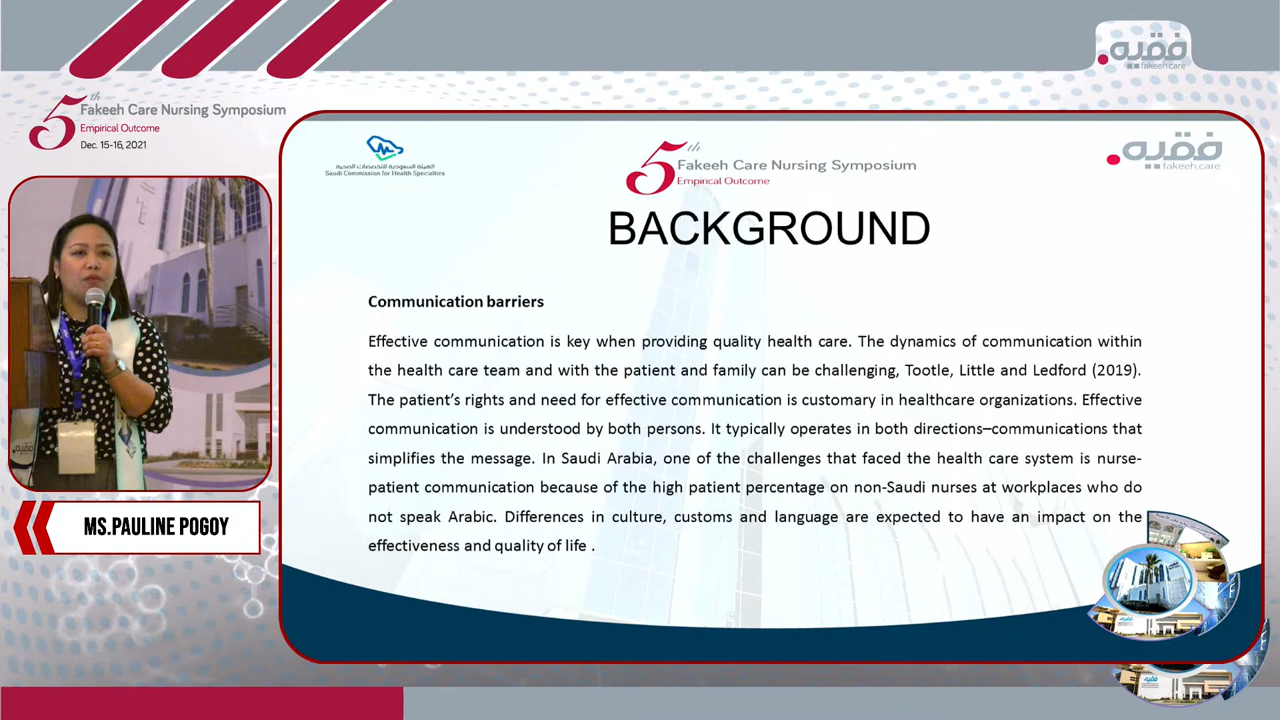 فقيه
fakeeh.care
5th
Fakeeh Care Nursing Symposium
Empirical Outcome
Dec. 15-16, 2021
الهيئة السعودية للتخصصات الصحية
Saudi Commission for Health Specialties
5th
Fakeeh Care Nursing Symposium
Empirical Outcome
فقيه
fakeeh.care
BACKGROUND
Communication barriers
Effective communication is key when providing quality health care. The dynamics of communication within
the health care team and with the patient and family can be challenging, Tootle, Little and Ledford (2019).
The patient’s rights and need for effective communication is customary in healthcare organizations. Effective
communication is understood by both persons. It typically operates in both directions–communications that
simplifies the message. In Saudi Arabia, one of the challenges that faced the health care system is nurse-
patient communication because of the high patient percentage on non-Saudi nurses at workplaces who do
not speak Arabic. Differences in culture, customs and language are expected to have an impact on the
effectiveness and quality of life .
MS.PAULINE POGOY